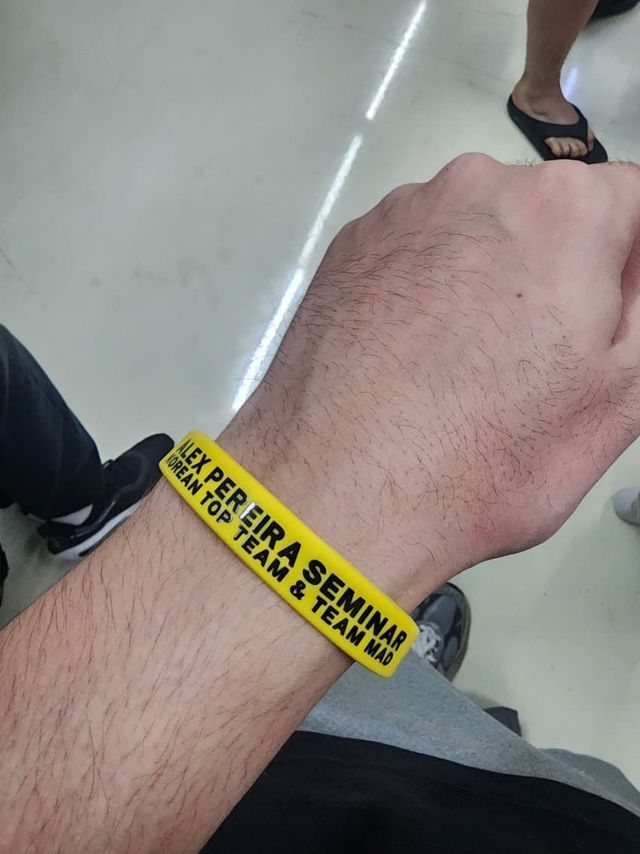 ALEX PEREIRA SEMINAR
KOREAN TOP TEAM & TEAM MAD